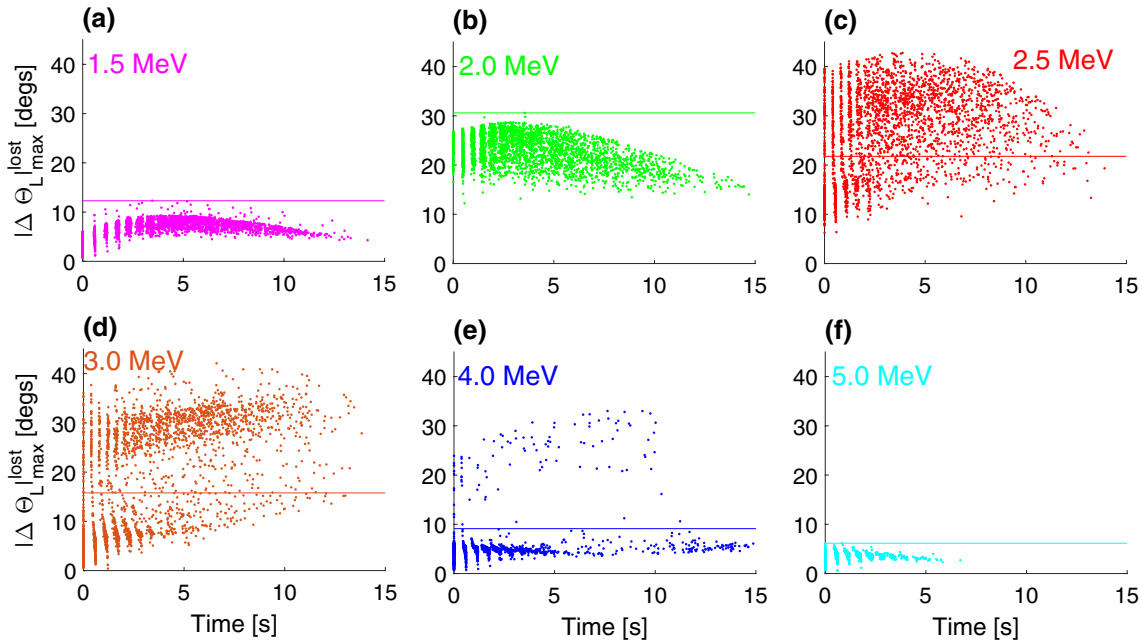 (a)
(b)
(c)
1.5 MeV
2.0 MeV
2.5 MeV
|Δ Θ_L|^lost_max [degs]
40
30
20
10
0
0 5 10 15
40
30
20
10
0
0 5 10 15
40
30
20
10
0
0 5 10 15
(d)
(e)
(f)
3.0 MeV
4.0 MeV
5.0 MeV
|Δ Θ_L|^lost_max [degs]
40
30
20
10
0
0 5 10 15
Time [s]
40
30
20
10
0
0 5 10 15
Time [s]
40
30
20
10
0
0 5 10 15
Time [s]